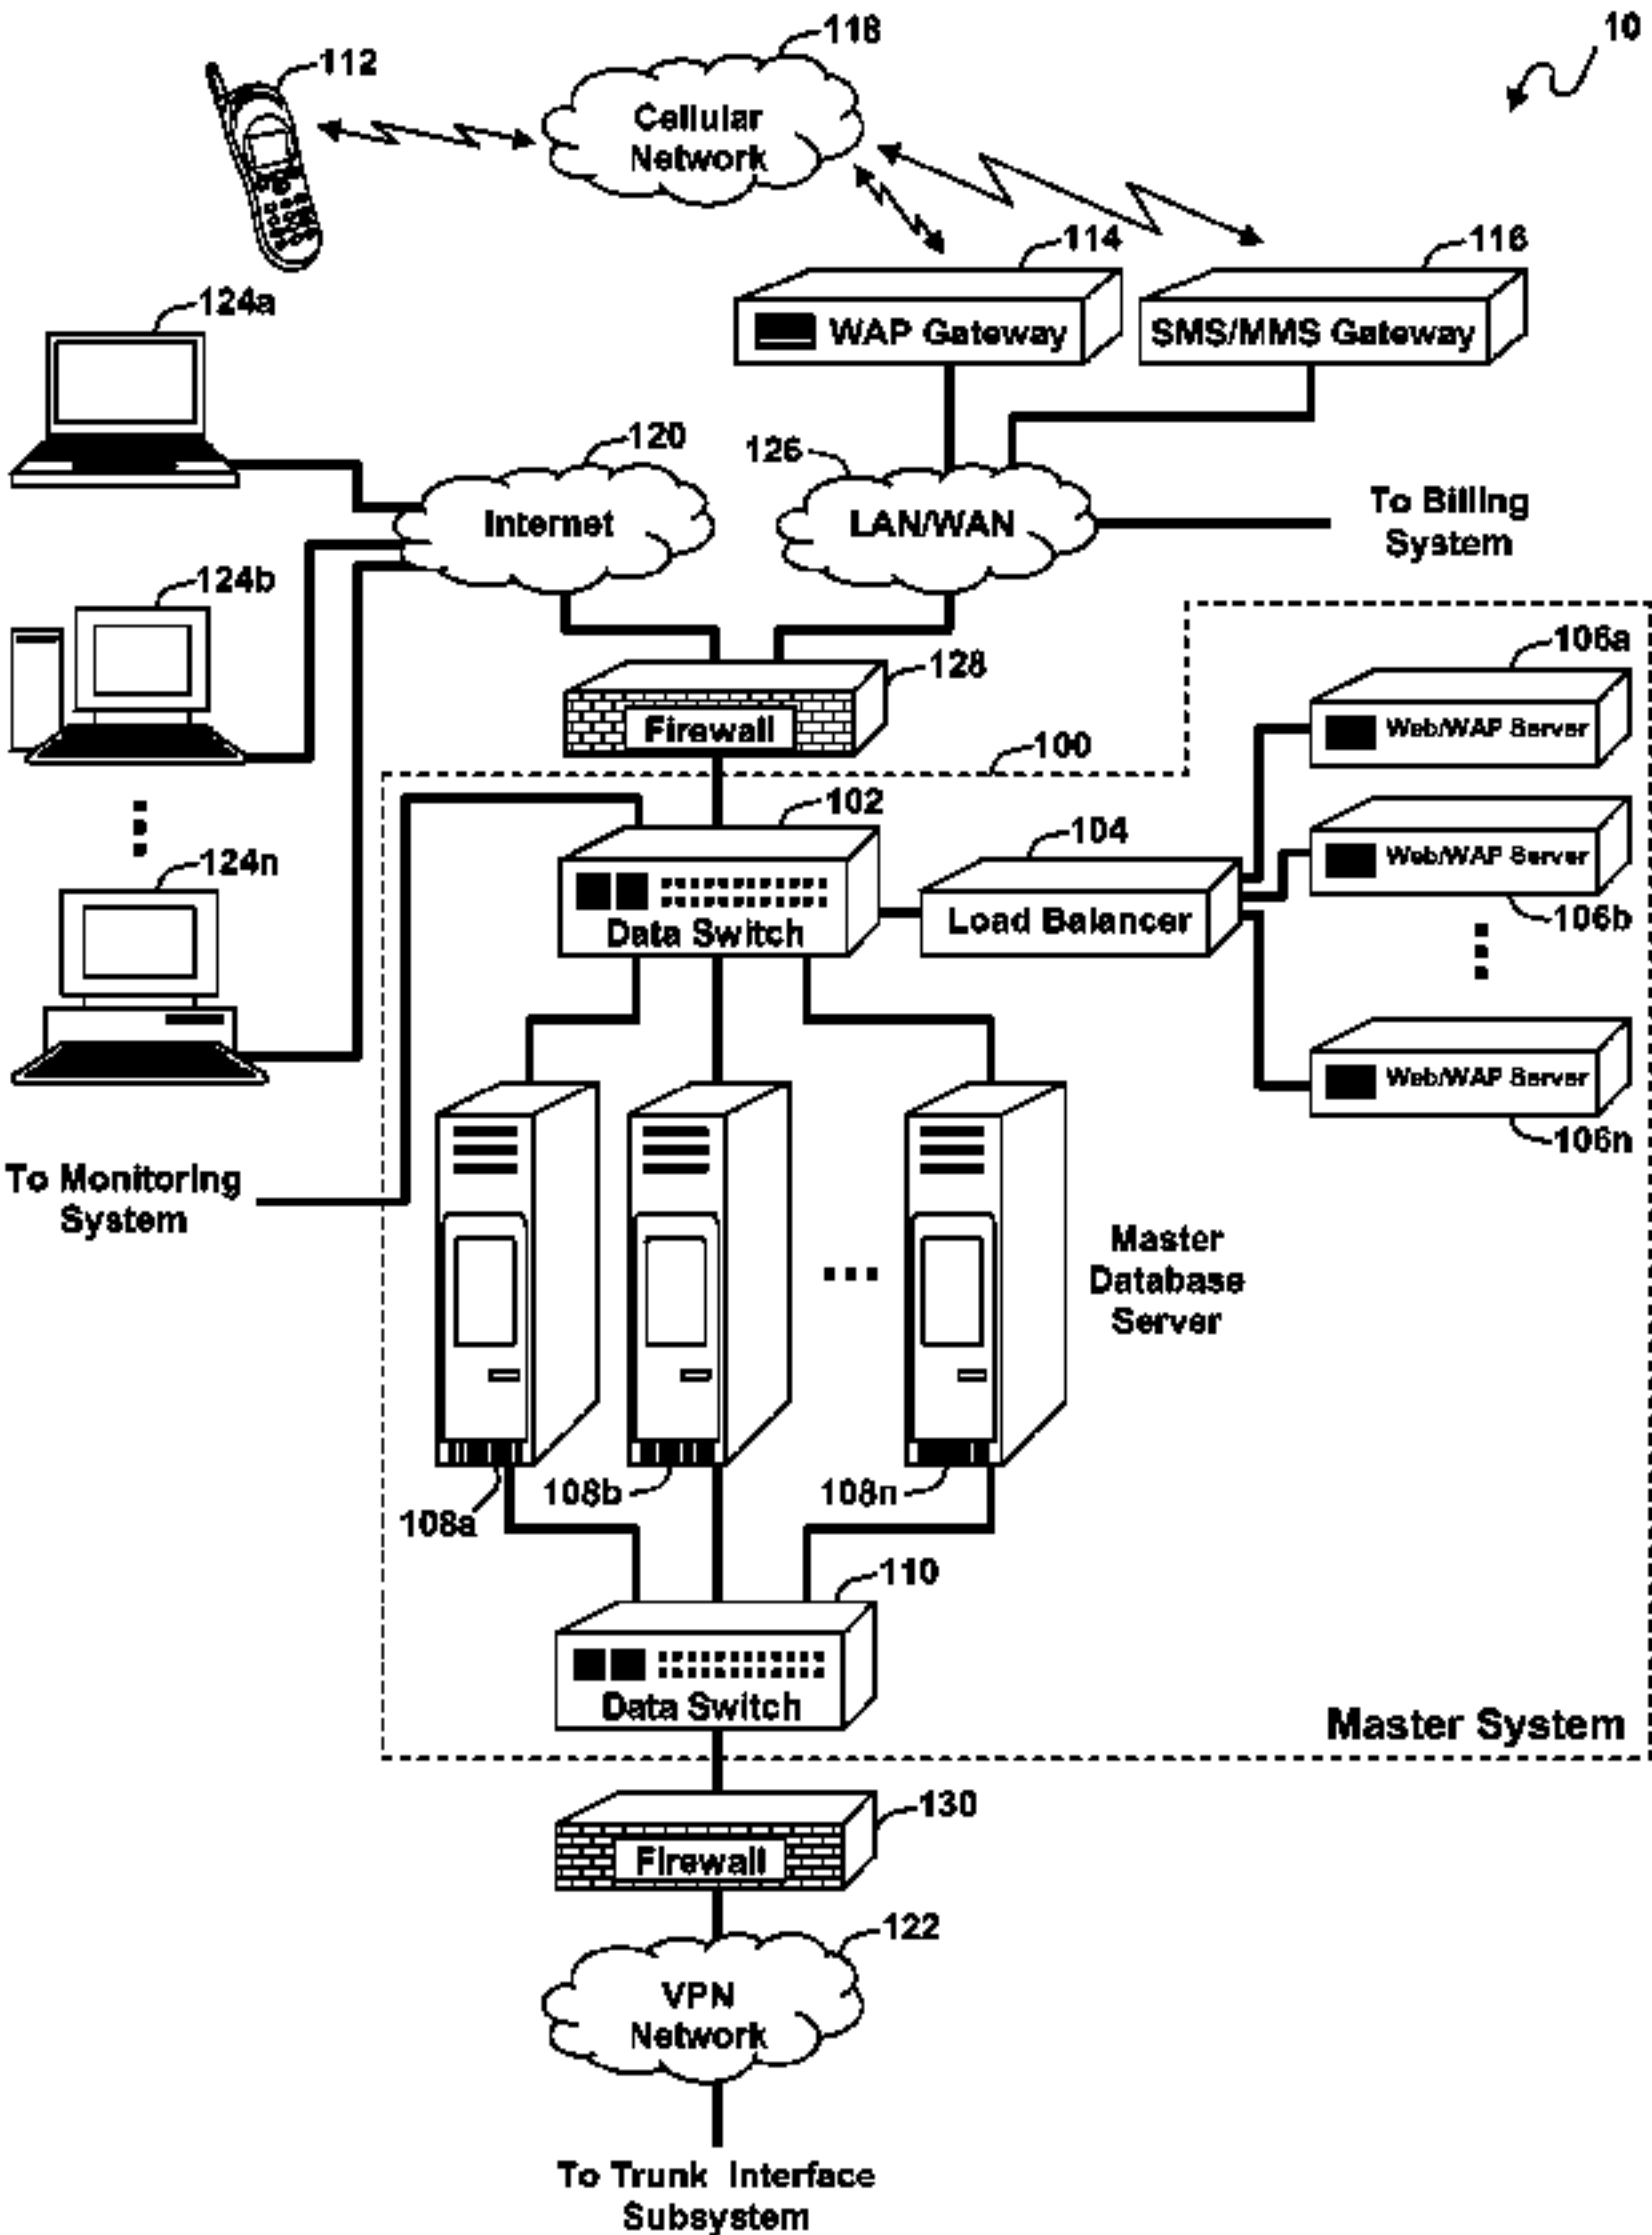 118
10
112
Cellular
Network
114
116
WAP Gateway
SMS/MMS Gateway
124a
120
126
Internet
LAN/WAN
To Billing
System
124b
106a
128
Web/WAP Server
Firewall
100
102
104
Web/WAP Server
124n
Load Balancer
106b
Data Switch
Web/WAP Server
106n
To Monitoring
System
Master
Database
Server
108a
108b
108n
110
Data Switch
Master System
130
Firewall
122
VPN
Network
To Trunk Interface
Subsystem